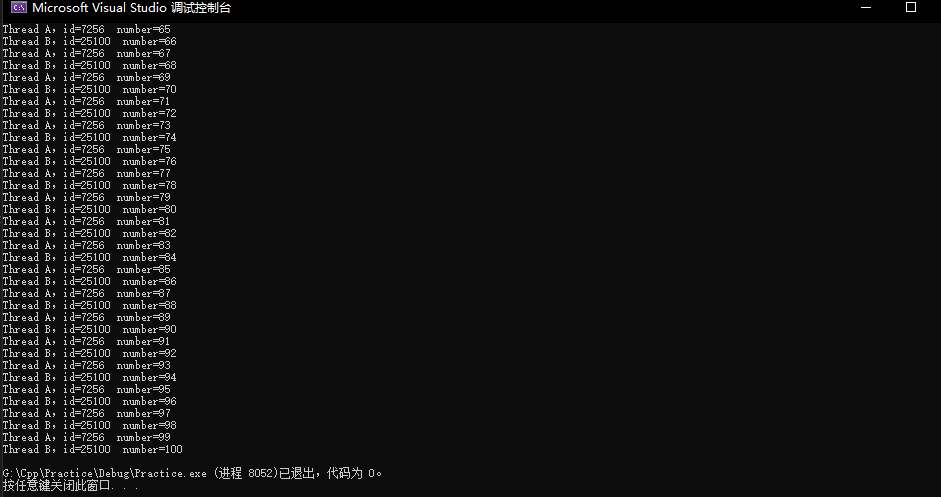 Microsoft Visual Studio 调试控制台
Thread A, id=7256  number=65
Thread B, id=25100  number=66
Thread A, id=7256  number=67
Thread B, id=25100  number=68
Thread A, id=7256  number=69
Thread B, id=25100  number=70
Thread A, id=7256  number=71
Thread B, id=25100  number=72
Thread A, id=7256  number=73
Thread B, id=25100  number=74
Thread A, id=7256  number=75
Thread B, id=25100  number=76
Thread A, id=7256  number=77
Thread B, id=25100  number=78
Thread A, id=7256  number=79
Thread B, id=25100  number=80
Thread A, id=7256  number=81
Thread B, id=25100  number=82
Thread A, id=7256  number=83
Thread B, id=25100  number=84
Thread A, id=7256  number=85
Thread B, id=25100  number=86
Thread A, id=7256  number=87
Thread B, id=25100  number=88
Thread A, id=7256  number=89
Thread B, id=25100  number=90
Thread A, id=7256  number=91
Thread B, id=25100  number=92
Thread A, id=7256  number=93
Thread B, id=25100  number=94
Thread A, id=7256  number=95
Thread B, id=25100  number=96
Thread A, id=7256  number=97
Thread B, id=25100  number=98
Thread A, id=7256  number=99
Thread B, id=25100  number=100
G:\Cpp\Practice\Debug\Practice.exe (进程 8052)已退出，代码为 0。
按任意键关闭此窗口. . .